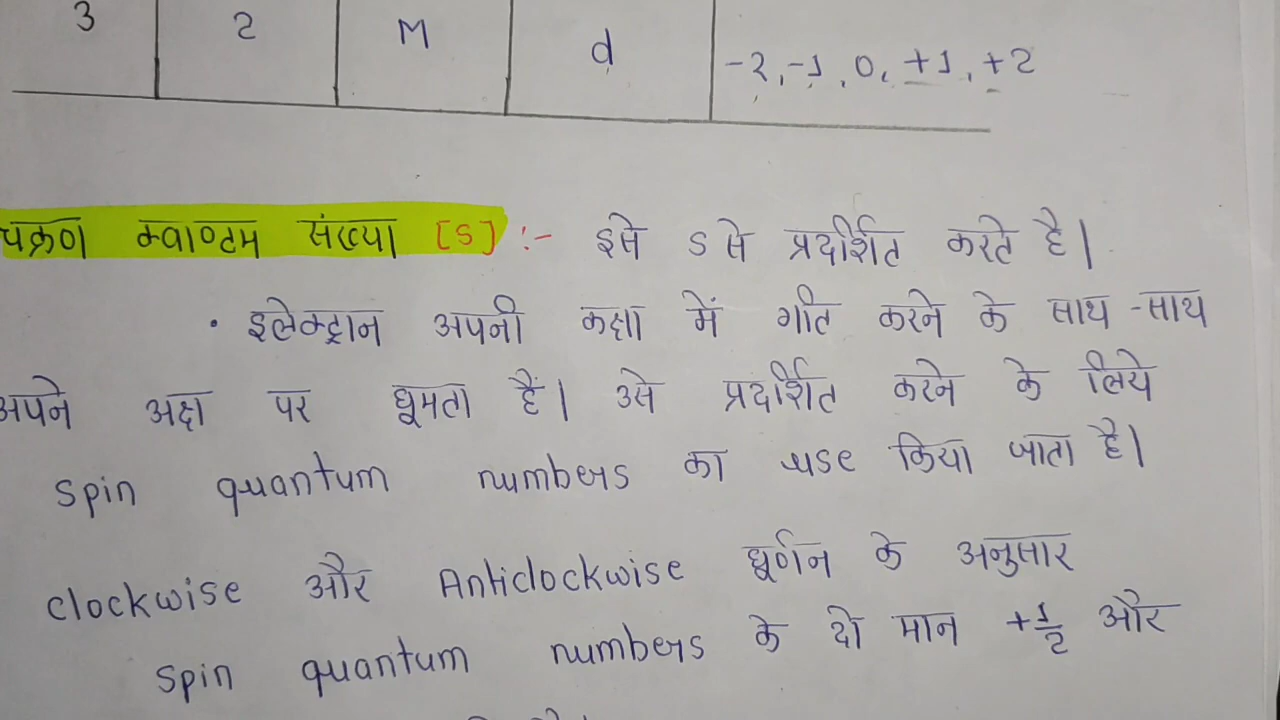 3 2 M d -2, -1, 0, +1, +2
चक्रण क्वाण्टम संख्या [s] :- इसे s से प्रदर्शित करते है।
• इलेक्ट्रान अपनी कक्षा में गति करने के साथ-साथ
अपने अक्ष पर घूमता हैं। उसे प्रदर्शित करने के लिये
spin quantum numbers का use किया जाता है।
clockwise और Anticlockwise घूर्णन के अनुसार
spin quantum numbers के दो मान +1/2 और